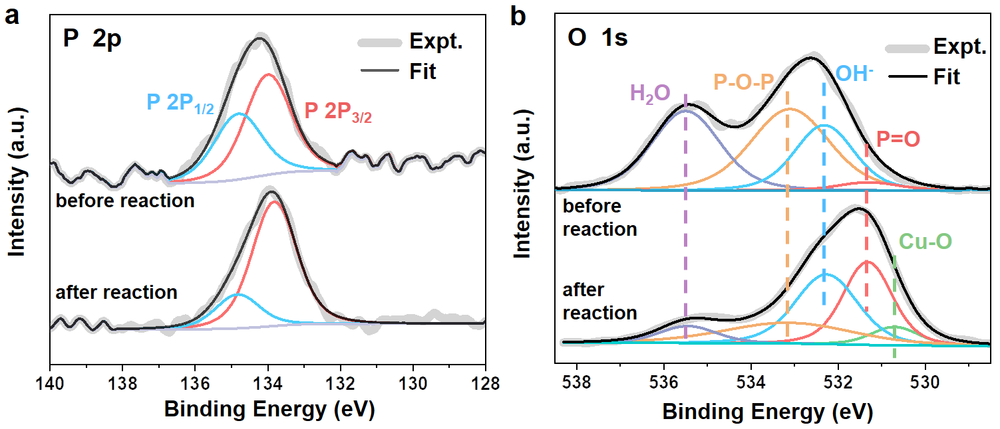 a
P 2p
Expt.
Fit
P 2P1/2
P 2P3/2
before reaction
after reaction
Intensity (a.u.)
140 138 136 134 132 130 128
Binding Energy (eV)
b
O 1s
Expt.
Fit
H2O
P-O-P
OH-
P=O
before
reaction
Cu-O
after
reaction
Intensity (a.u.)
538 536 534 532 530
Binding Energy (eV)